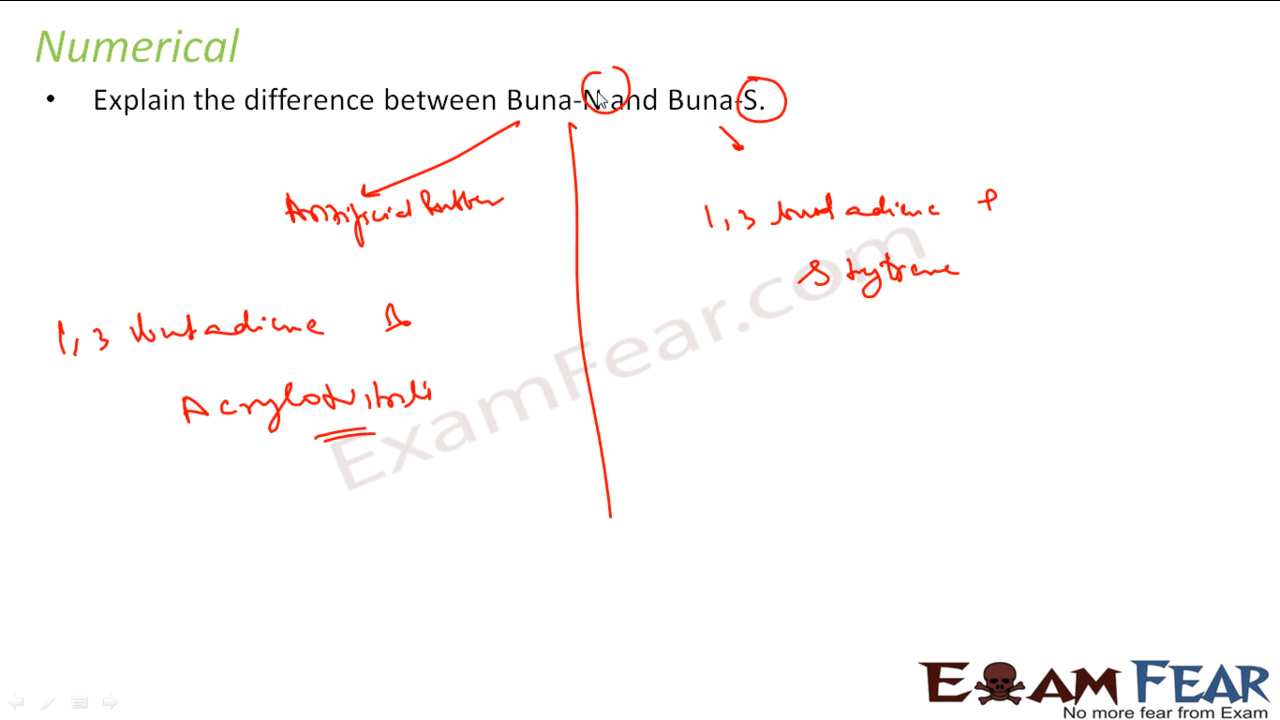 Numerical
• Explain the difference between Buna-N and Buna-S.
Artificial Rubber
1,3 butadiene +
Styrene
1,3 butadiene &
AcryloNitrile
ExamFear.com
EXAM FEAR
No more fear from Exam